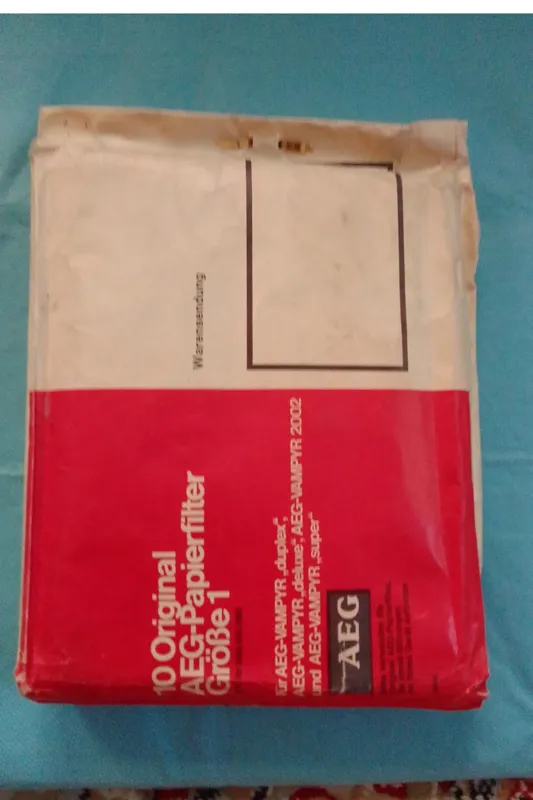 Warensendung
10 Original
AEG-Papierfilter
Größe 1
für AEG-VAMPYR „duplex“,
AEG-VAMPYR „deluxe“, AEG-VAMPYR 2002
und AEG-VAMPYR „super“
AEG